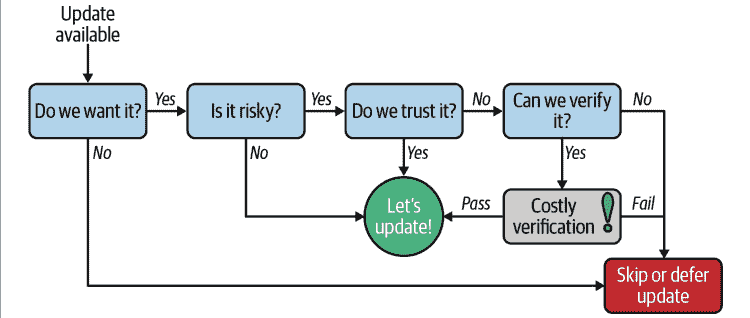 Update
available
Do we want it?
Yes
Is it risky?
Yes
Do we trust it?
No
Can we verify
it?
No
No
No
Yes
Yes
Let's
update!
Pass
Costly
verification
!
Fail
Skip or defer
update